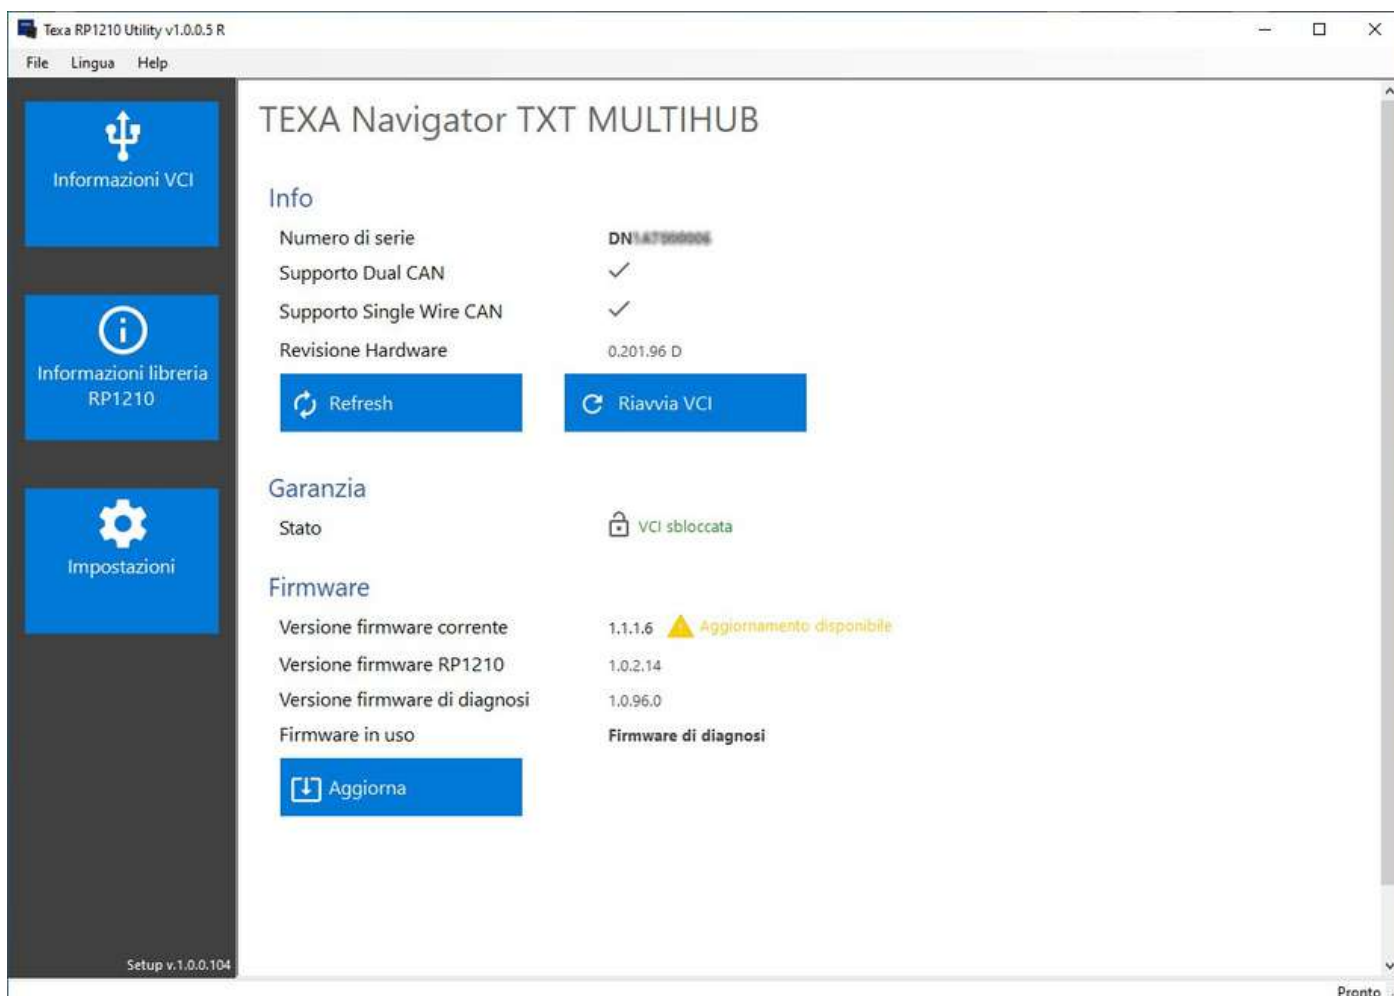 Texa RP1210 Utility v1.0.0.5 R
File Lingua Help
Informazioni VCI
Informazioni libreria
RP1210
Impostazioni
Setup v.1.0.0.104
TEXA Navigator TXT MULTIHUB
Info
Numero di serie DN
Supporto Dual CAN
Supporto Single Wire CAN
Revisione Hardware 0.201.96 D
Refresh Riavvia VCI
Garanzia
Stato VCI sbloccata
Firmware
Versione firmware corrente 1.1.1.6 Aggiornamento disponibile
Versione firmware RP1210 1.0.2.14
Versione firmware di diagnosi 1.0.96.0
Firmware in uso Firmware di diagnosi
Aggiorna
Pronto